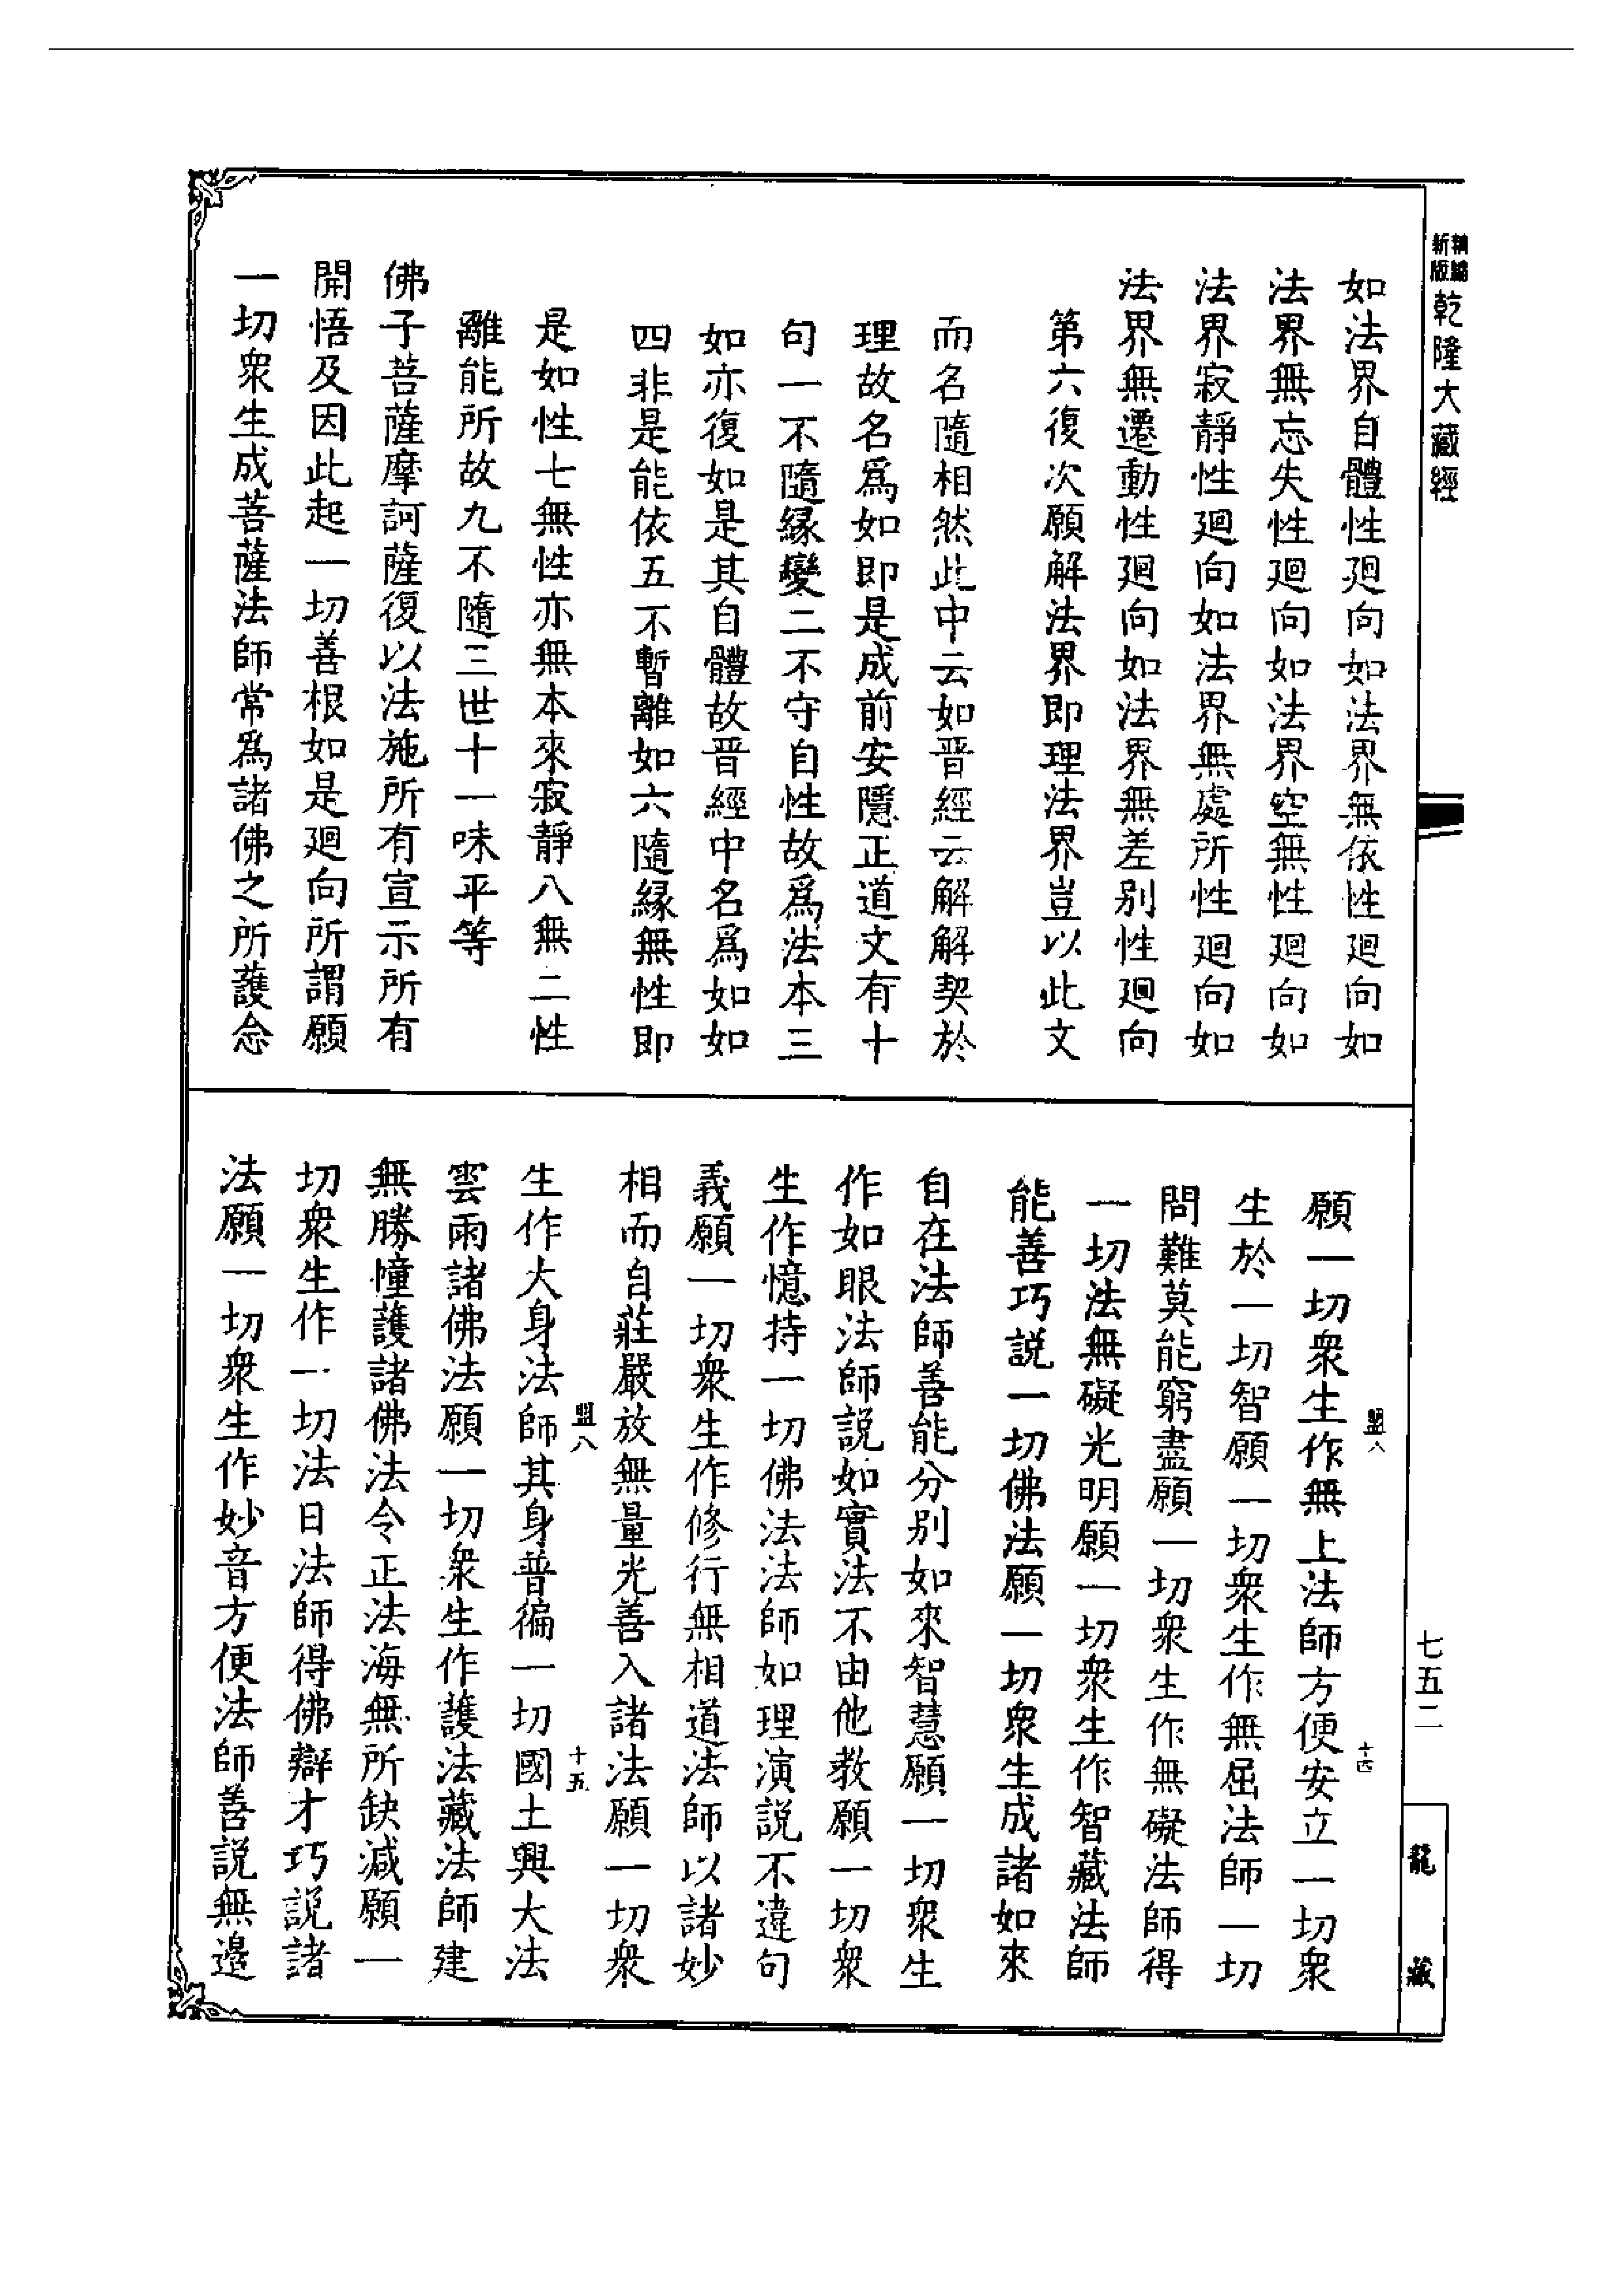 精縮新版乾隆大藏經
如法界自體性廻向如法界無依性廻向如
法界無忘失性廻向如法界空無性廻向如
法界寂靜性廻向如法界無處所性廻向如
法界無遷動性廻向如法界無差別性廻向
第六復次願解法界即理法界豈以此文
而名隨相然此中云如晋經云解解契於
理故名爲如即是成前安隱正道文有十
句一不隨縁變二不守自性故爲法本三
如亦復如是其自體故晋經中名爲如如
四非是能依五不暫離如六隨縁無性即
是如性七無性亦無本來寂靜八無二性
離能所故九不隨三世十一味平等
佛子菩薩摩訶薩復以法施所有宣示所有
開悟及因此起一切善根如是廻向所謂願
一切衆生成菩薩法師常爲諸佛之所護念
願一切衆生作無上法師方便安立一切衆
生於一切智願一切衆生作無屈法師一切
問難莫能窮盡願一切衆生作無礙法師得
一切法無礙光明願一切衆生作智藏法師
能善巧説一切佛法願一切衆生成諸如來
自在法師善能分別如來智慧願一切衆生
作如眼法師説如實法不由他教願一切衆
生作憶持一切佛法法師如理演説不違句
義願一切衆生作修行無相道法師以諸妙
相而自莊嚴放無量光善入諸法願一切衆
生作大身法師其身普徧一切國土興大法
雲雨諸佛法願一切衆生作護法藏法師建
無勝幢護諸佛法令正法海無所缺減願一
切衆生作一切法日法師得佛辯才巧説諸
法願一切衆生作妙音方便法師善説無邊
盟八
十四
盟八
十五
七五二
龍藏